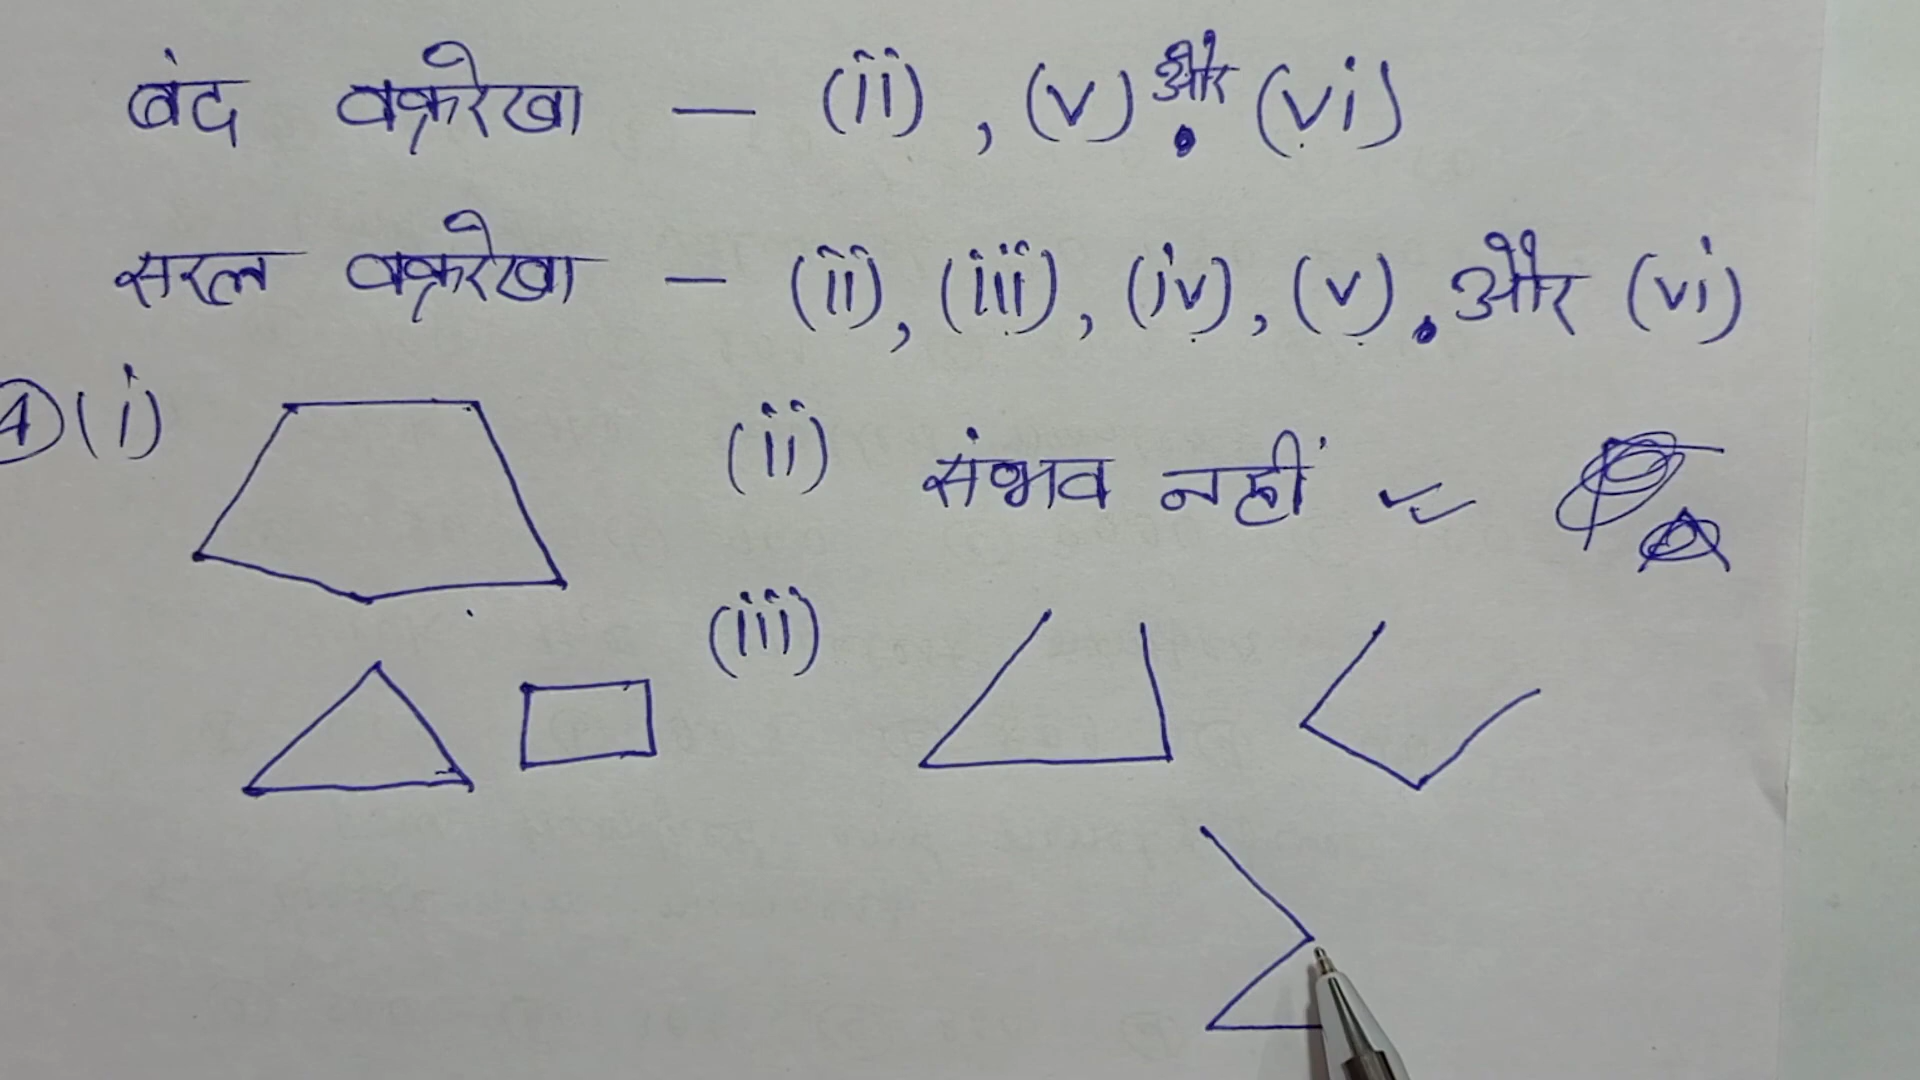 बंद वक्ररेखा — (ii), (v) और (vi)
सरल वक्ररेखा — (ii), (iii), (iv), (v). और (vi)
4 (i)
(ii) संभव नहीं
(iii)